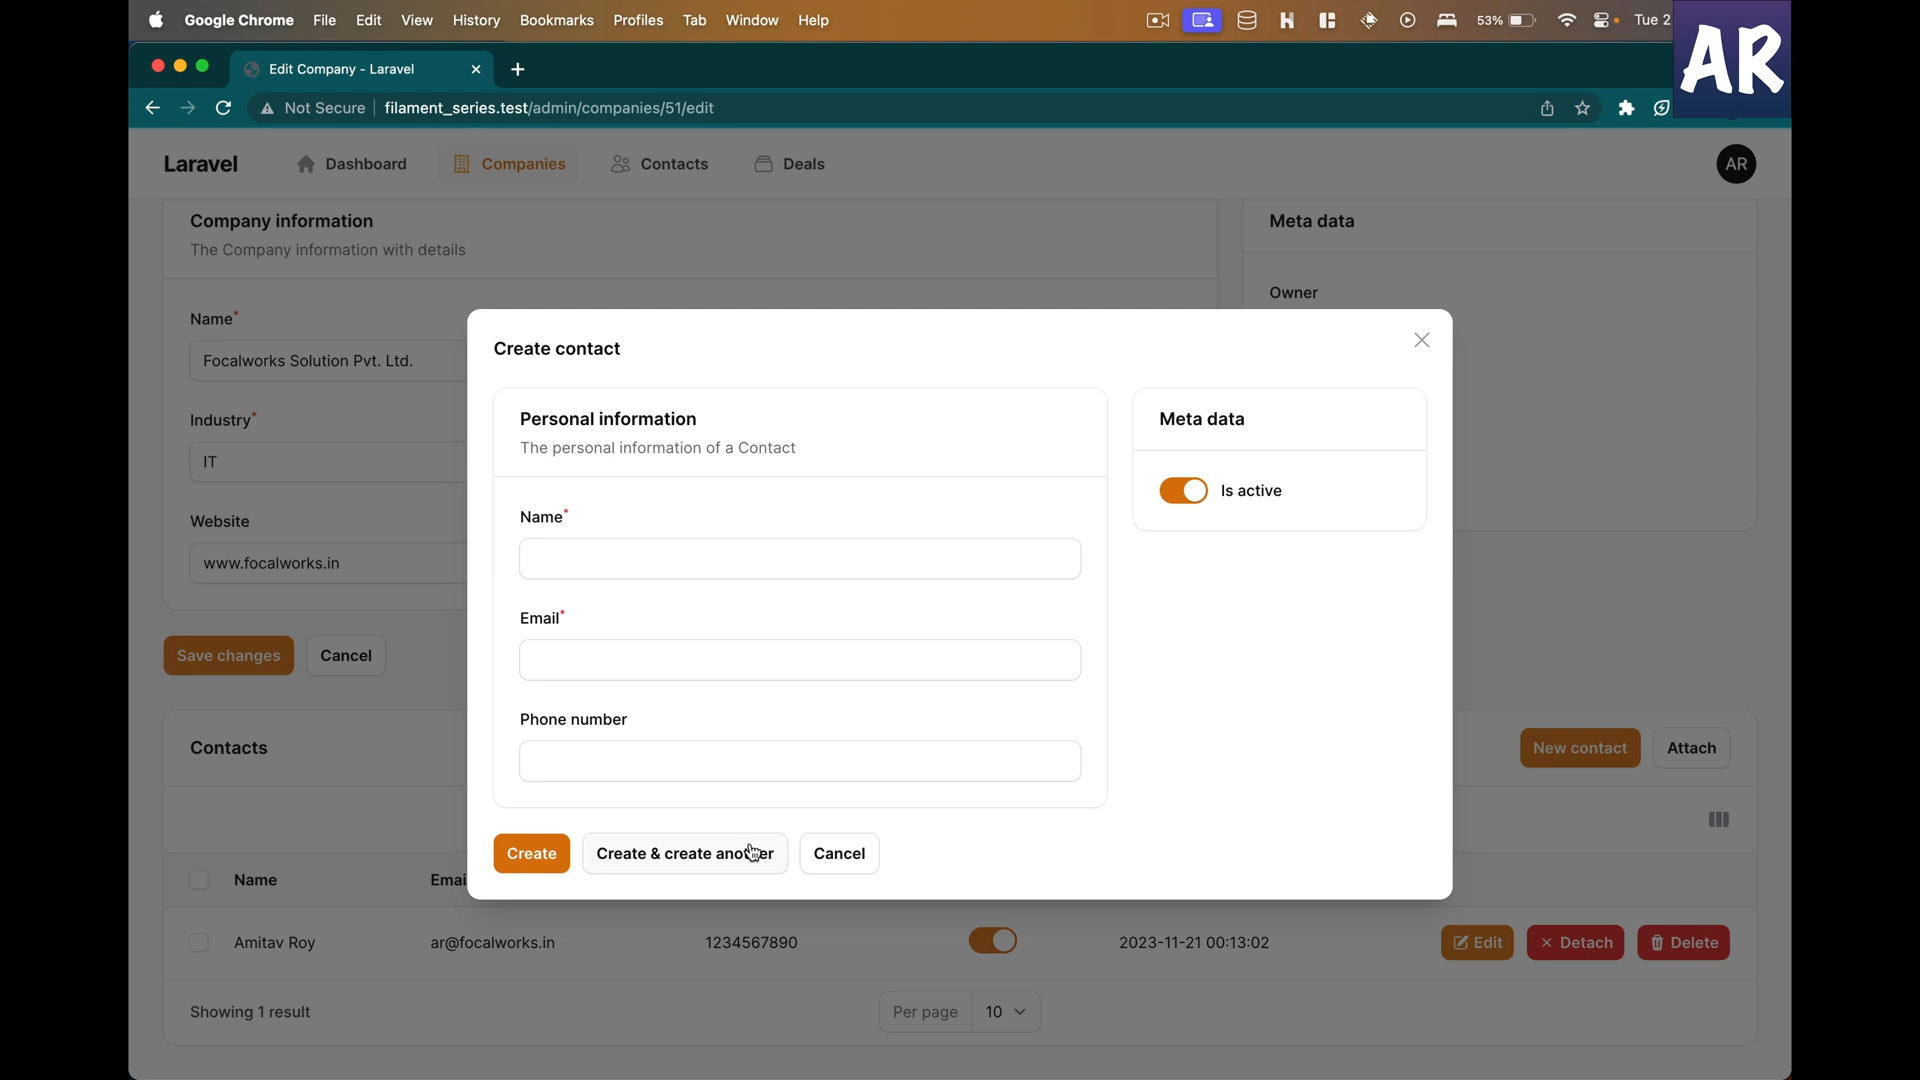 Google Chrome File Edit View History Bookmarks Profiles Tab Window Help 53% Tue 2
AR
Edit Company - Laravel
Not Secure filament_series.test/admin/companies/51/edit
Laravel Dashboard Companies Contacts Deals AR
Company information
The Company information with details
Meta data
Owner
Name*
Focalworks Solution Pvt. Ltd.
Industry*
IT
Website
www.focalworks.in
Save changes Cancel
Create contact
Personal information
The personal information of a Contact
Meta data
Is active
Name*
Email*
Phone number
Create Create & create another Cancel
Contacts New contact Attach
Name Emai
Amitav Roy ar@focalworks.in 1234567890 2023-11-21 00:13:02 Edit Detach Delete
Showing 1 result Per page 10